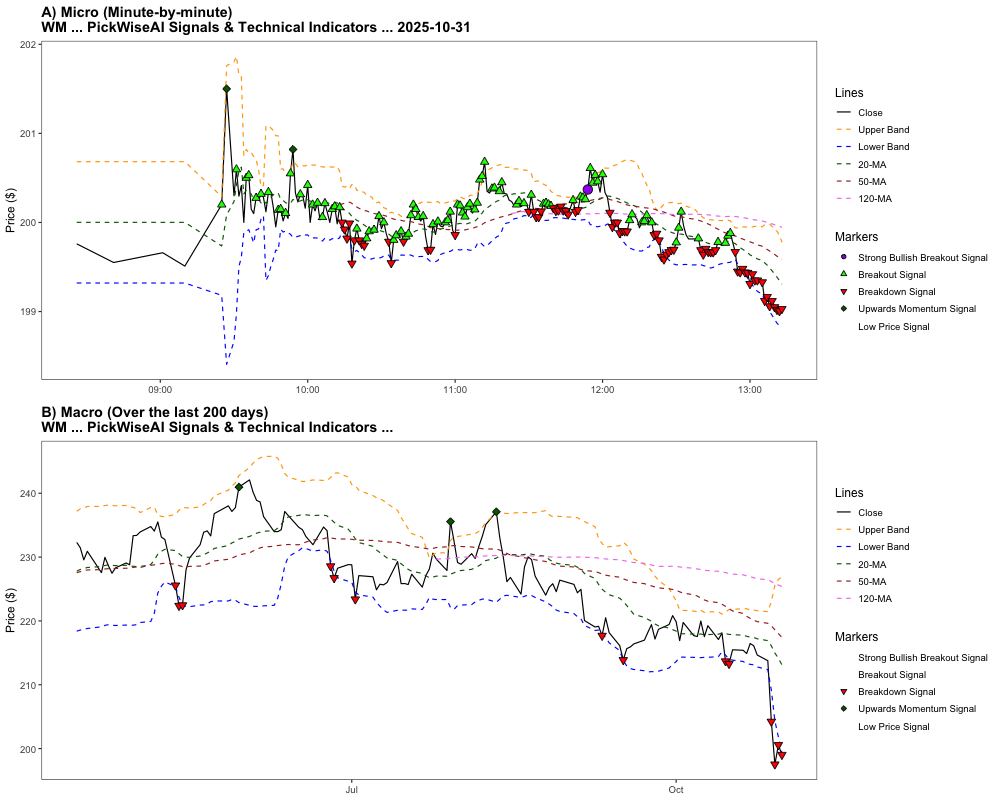 A) Micro (Minute-by-minute)
WM ... PickWiseAI Signals & Technical Indicators ... 2025-10-31
202
201
200
199
Price ($)
09:00
10:00
11:00
12:00
13:00
Lines
Close
Upper Band
Lower Band
20-MA
50-MA
120-MA
Markers
Strong Bullish Breakout Signal
Breakout Signal
Breakdown Signal
Upwards Momentum Signal
Low Price Signal
B) Macro (Over the last 200 days)
WM ... PickWiseAI Signals & Technical Indicators ...
240
230
220
210
200
Price ($)
Jul
Oct
Lines
Close
Upper Band
Lower Band
20-MA
50-MA
120-MA
Markers
Strong Bullish Breakout Signal
Breakout Signal
Breakdown Signal
Upwards Momentum Signal
Low Price Signal